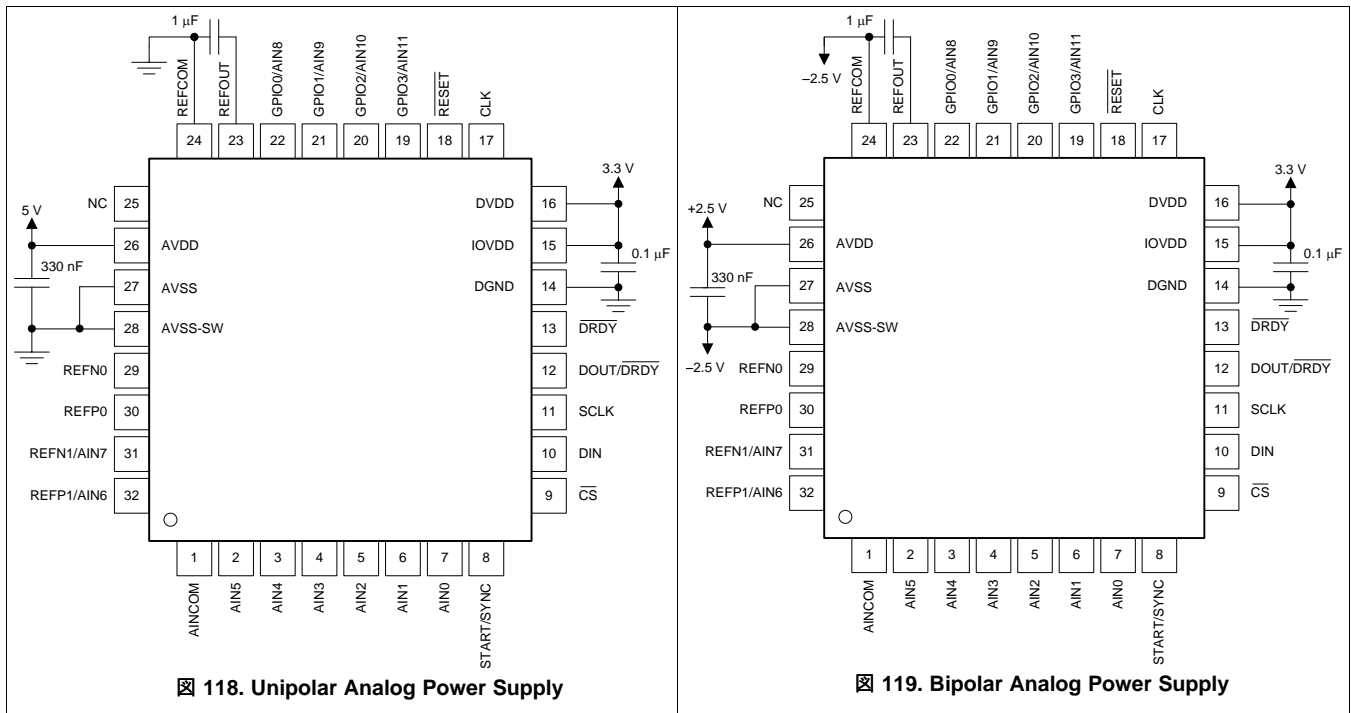 1 μF
REFCOM
REFOUT
GPIO0/AIN8
GPIO1/AIN9
GPIO2/AIN10
GPIO3/AIN11
RESET
CLK
24 23 22 21 20 19 18 17
3.3 V
5 V
NC 25
DVDD 16
26 AVDD
IOVDD 15
330 nF
0.1 μF
27 AVSS
DGND 14
28 AVSS-SW
13 DRDY
REFN0 29
12 DOUT/DRDY
REFP0 30
11 SCLK
REFN1/AIN7 31
10 DIN
REFP1/AIN6 32
9 CS
1 2 3 4 5 6 7 8
AINCOM
AIN5
AIN4
AIN3
AIN2
AIN1
AIN0
START/SYNC
図 118. Unipolar Analog Power Supply
1 μF
–2.5 V
REFCOM
REFOUT
GPIO0/AIN8
GPIO1/AIN9
GPIO2/AIN10
GPIO3/AIN11
RESET
CLK
24 23 22 21 20 19 18 17
3.3 V
+2.5 V
NC 25
DVDD 16
26 AVDD
IOVDD 15
330 nF
0.1 μF
27 AVSS
DGND 14
28 AVSS-SW
13 DRDY
–2.5 V
REFN0 29
12 DOUT/DRDY
REFP0 30
11 SCLK
REFN1/AIN7 31
10 DIN
REFP1/AIN6 32
9 CS
1 2 3 4 5 6 7 8
AINCOM
AIN5
AIN4
AIN3
AIN2
AIN1
AIN0
START/SYNC
図 119. Bipolar Analog Power Supply